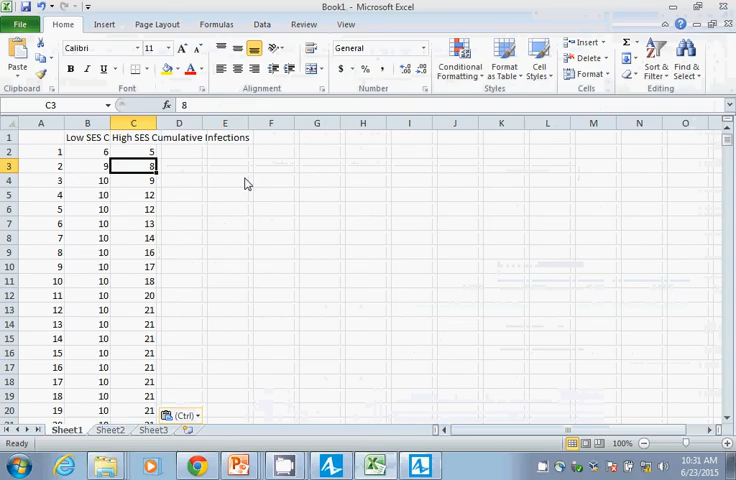 Book1 - Microsoft Excel
File Home Insert Page Layout Formulas Data Review View
Calibri 11 General Insert
Paste B I U $ % , Conditional Formatting Format as Table Cell Styles Delete Format Sort & Filter Find & Select
Clipboard Font Alignment Number Styles Cells Editing
C3 fx 8
A B C D E F G H I J K L M N O
1 Low SES C High SES Cumulative Infections
2 1 6 5
3 2 9 8
4 3 10 9
5 4 10 12
6 5 10 12
7 6 10 13
8 7 10 14
9 8 10 16
10 9 10 17
11 10 10 18
12 11 10 20
13 12 10 21
14 13 10 21
15 14 10 21
16 15 10 21
17 16 10 21
18 17 10 21
19 18 10 21
20 19 10 21
(Ctrl)
Sheet1 Sheet2 Sheet3
Ready 100%
10:31 AM
6/23/2015